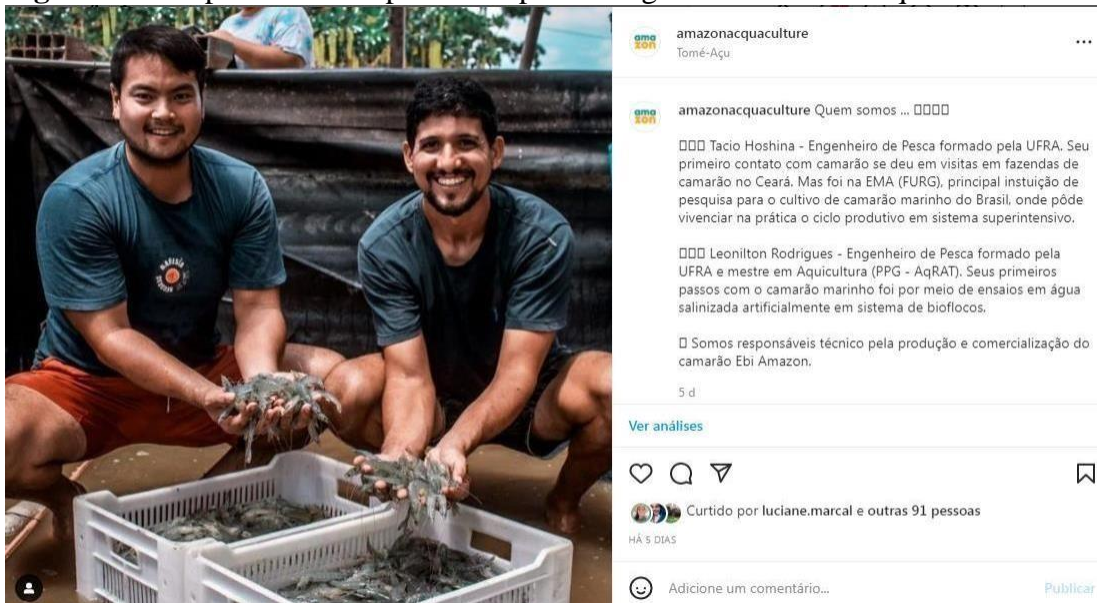 amazonacquaculture
Tomé-Açu
ama
zon
amazonacquaculture Quem somos ...
Tacio Hoshina - Engenheiro de Pesca formado pela UFRA. Seu
primeiro contato com camarão se deu em visitas em fazendas de
camarão no Ceará. Mas foi na EMA (FURG), principal instuição de
pesquisa para o cultivo de camarão marinho do Brasil, onde pôde
vivenciar na prática o ciclo produtivo em sistema superintensivo.
Leonilton Rodrigues - Engenheiro de Pesca formado pela
UFRA e mestre em Aquicultura (PPG - AqRAT). Seus primeiros
passos com o camarão marinho foi por meio de ensaios em água
salinizada artificialmente em sistema de bioflocos.
Somos responsáveis técnico pela produção e comercialização do
camarão Ebi Amazon.
5 d
Ver análises
Curtido por luciane.marcal e outras 91 pessoas
HÁ 5 DIAS
Adicione um comentário...
Publicar